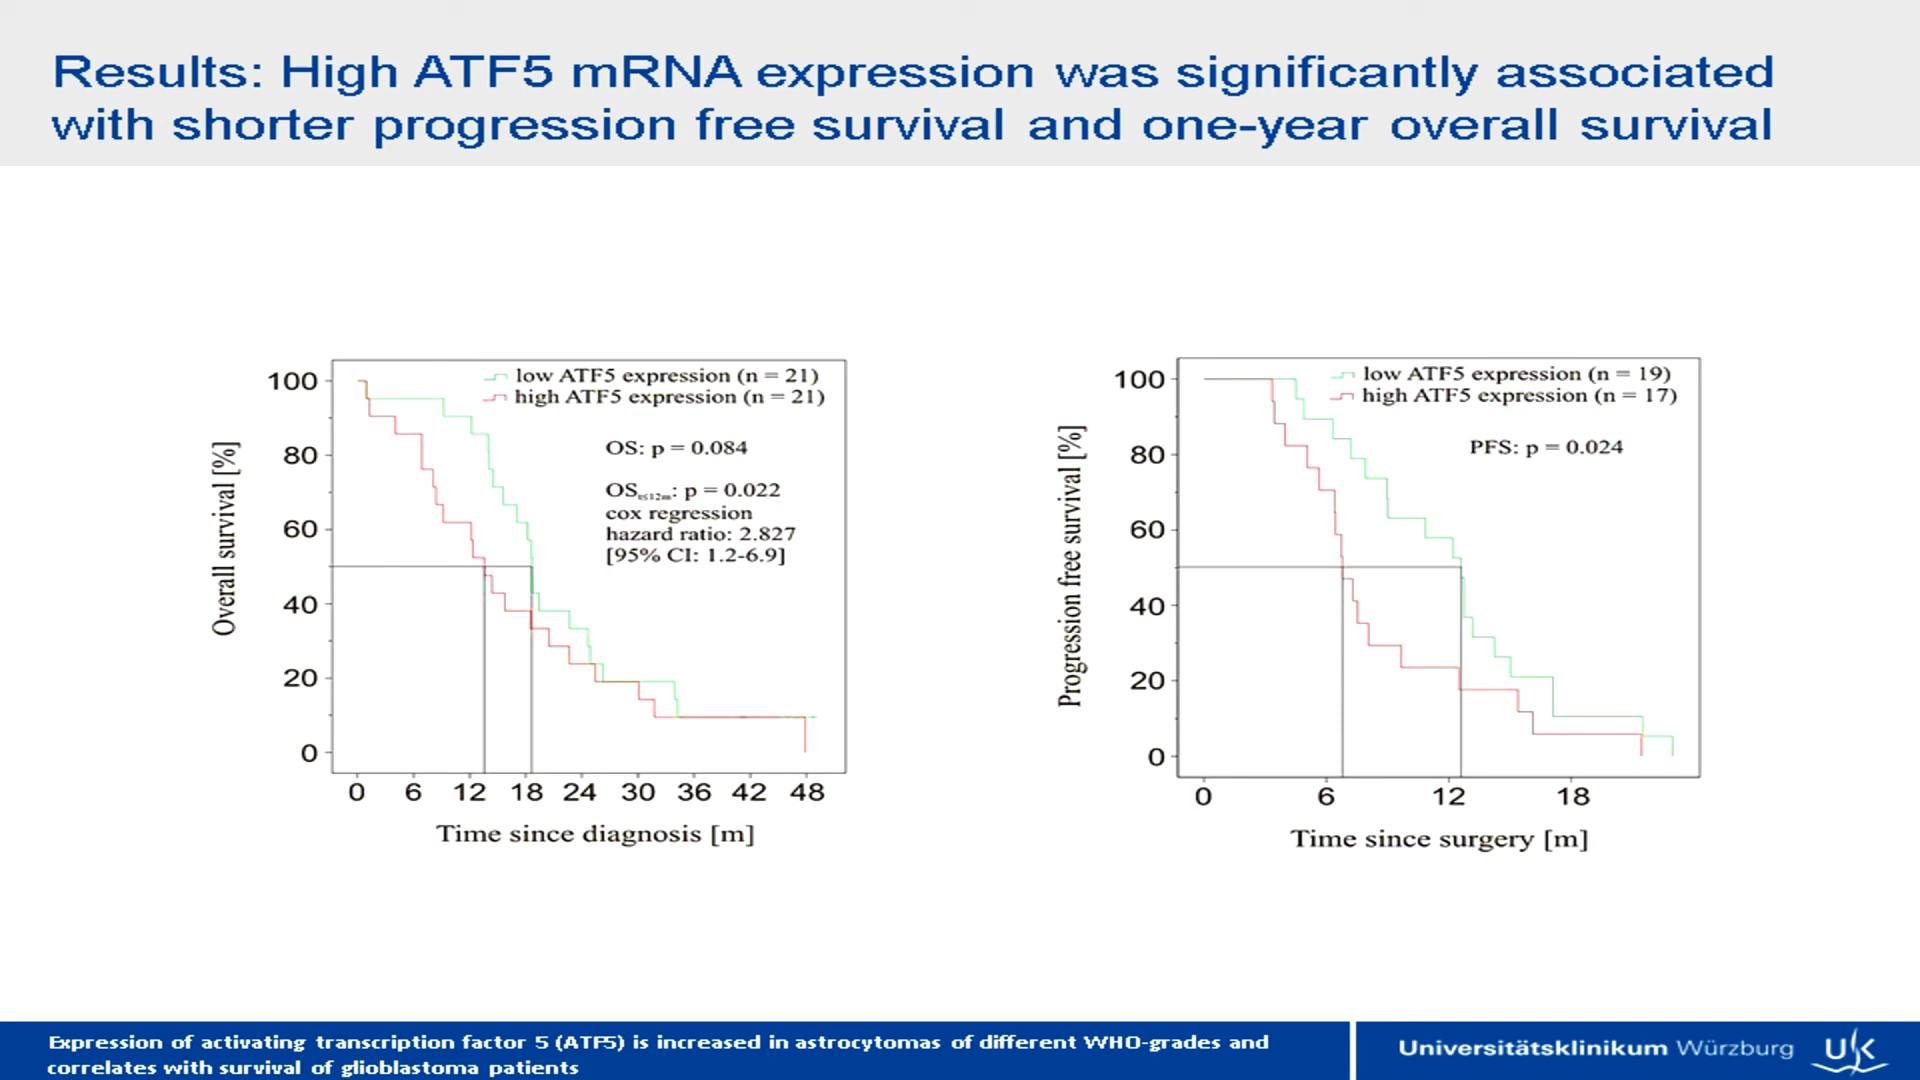 Results: High ATF5 mRNA expression was significantly associated
with shorter progression free survival and one-year overall survival
low ATF5 expression (n = 21)
high ATF5 expression (n = 21)
OS: p = 0.084
OSt≤12m: p = 0.022
cox regression
hazard ratio: 2.827
[95% CI: 1.2-6.9]
Overall survival [%]
100
80
60
40
20
0
0 6 12 18 24 30 36 42 48
Time since diagnosis [m]
low ATF5 expression (n = 19)
high ATF5 expression (n = 17)
PFS: p = 0.024
Progression free survival [%]
100
80
60
40
20
0
0 6 12 18
Time since surgery [m]
Expression of activating transcription factor 5 (ATF5) is increased in astrocytomas of different WHO-grades and
correlates with survival of glioblastoma patients
Universitätsklinikum Würzburg
UK